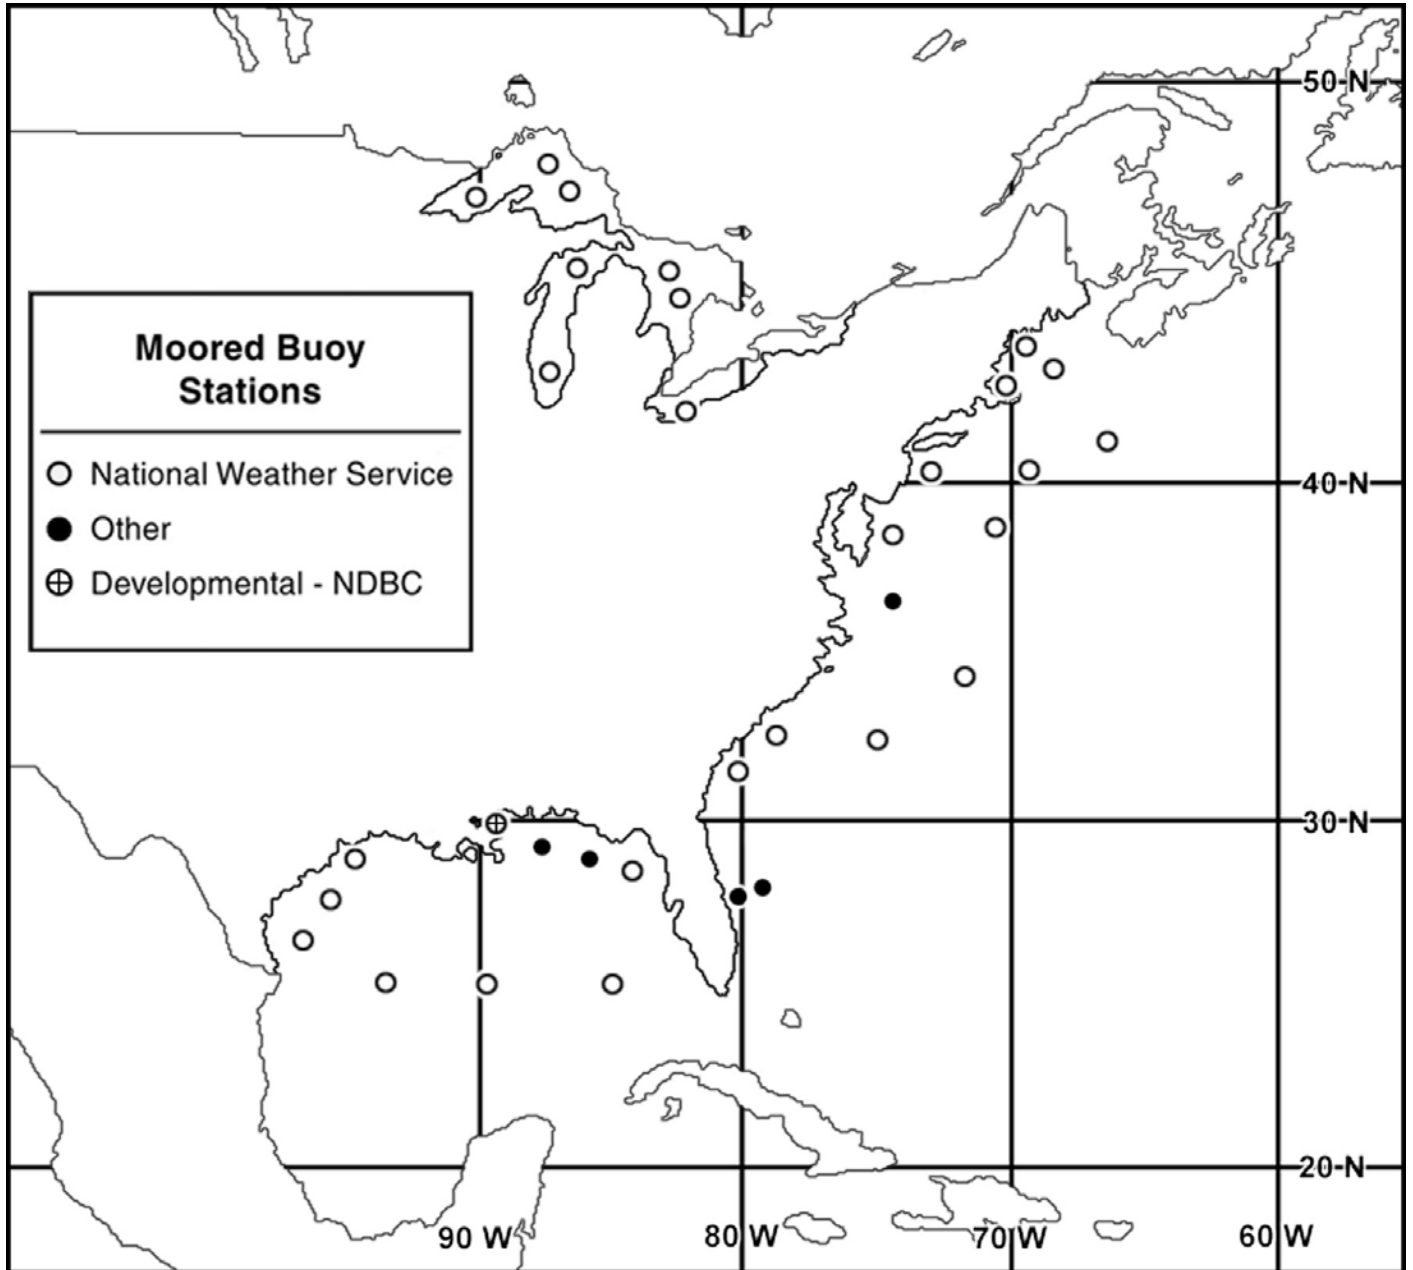 50 N
Moored Buoy
Stations
National Weather Service
Other
Developmental - NDBC
40 N
30 N
20 N
90 W 80 W 70 W 60 W